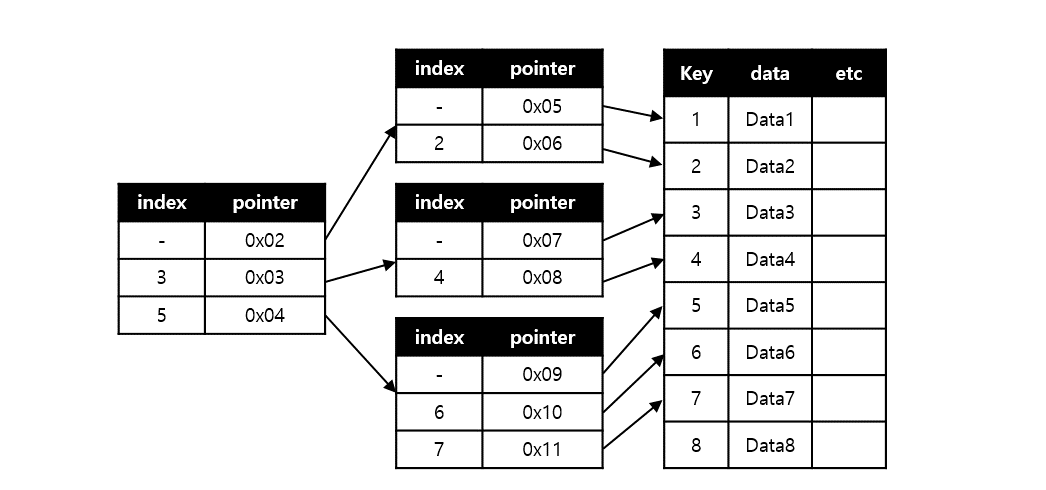 index pointer
- 0x02
3 0x03
5 0x04
index pointer
- 0x05
2 0x06
index pointer
- 0x07
4 0x08
index pointer
- 0x09
6 0x10
7 0x11
Key data etc
1 Data1
2 Data2
3 Data3
4 Data4
5 Data5
6 Data6
7 Data7
8 Data8